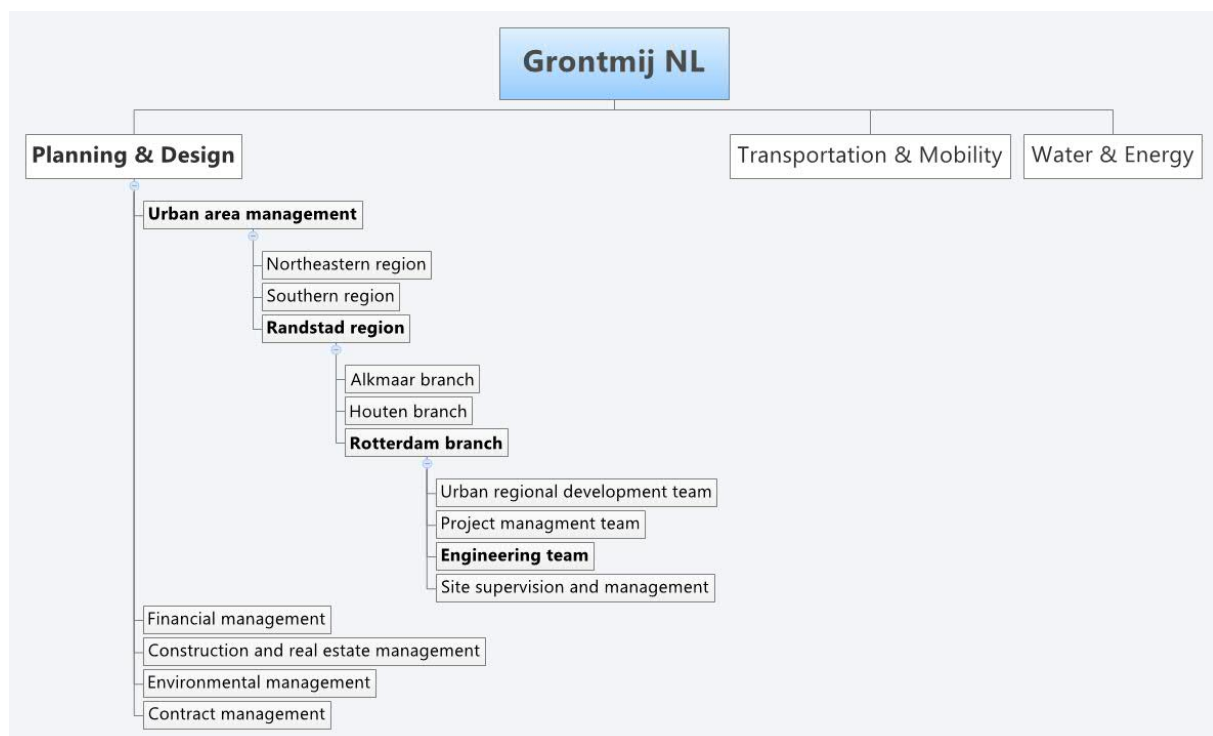 Grontmij NL
Planning & Design
Transportation & Mobility
Water & Energy
Urban area management
Northeastern region
Southern region
Randstad region
Alkmaar branch
Houten branch
Rotterdam branch
Urban regional development team
Project managment team
Engineering team
Site supervision and management
Financial management
Construction and real estate management
Environmental management
Contract management